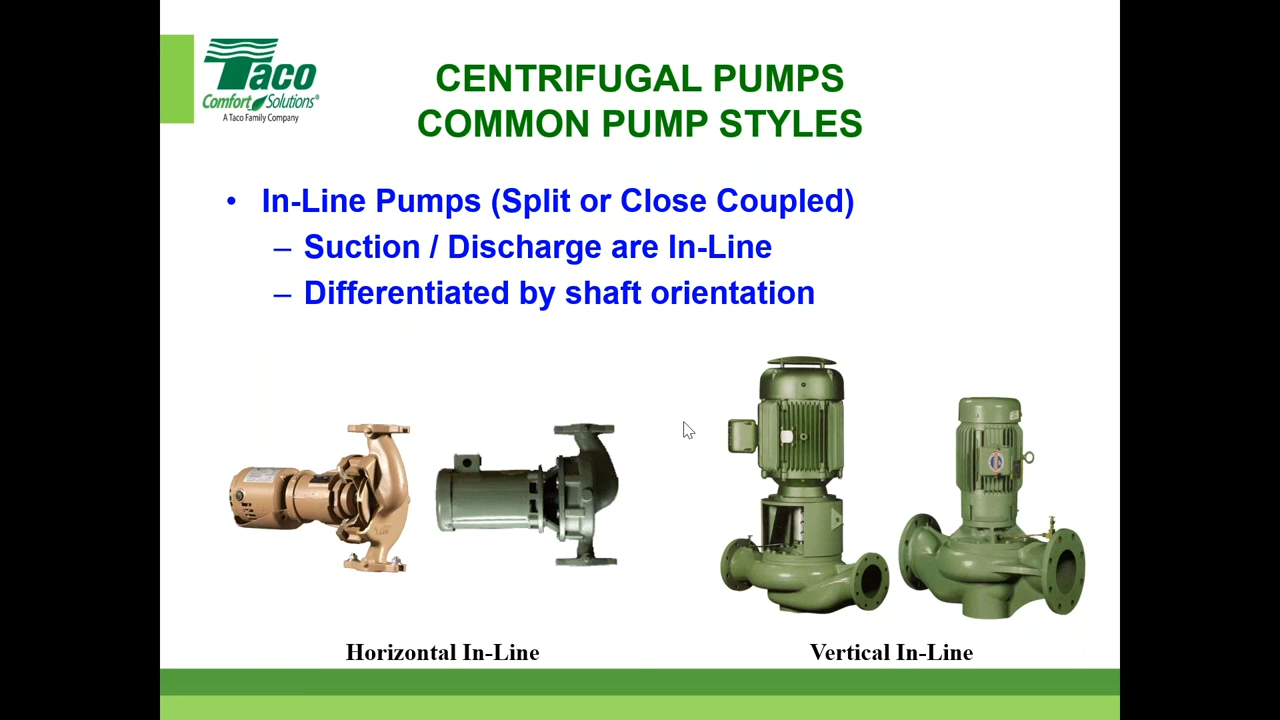 Taco
Comfort Solutions®
A Taco Family Company
CENTRIFUGAL PUMPS
COMMON PUMP STYLES
• In-Line Pumps (Split or Close Coupled)
– Suction / Discharge are In-Line
– Differentiated by shaft orientation
Horizontal In-Line
Vertical In-Line